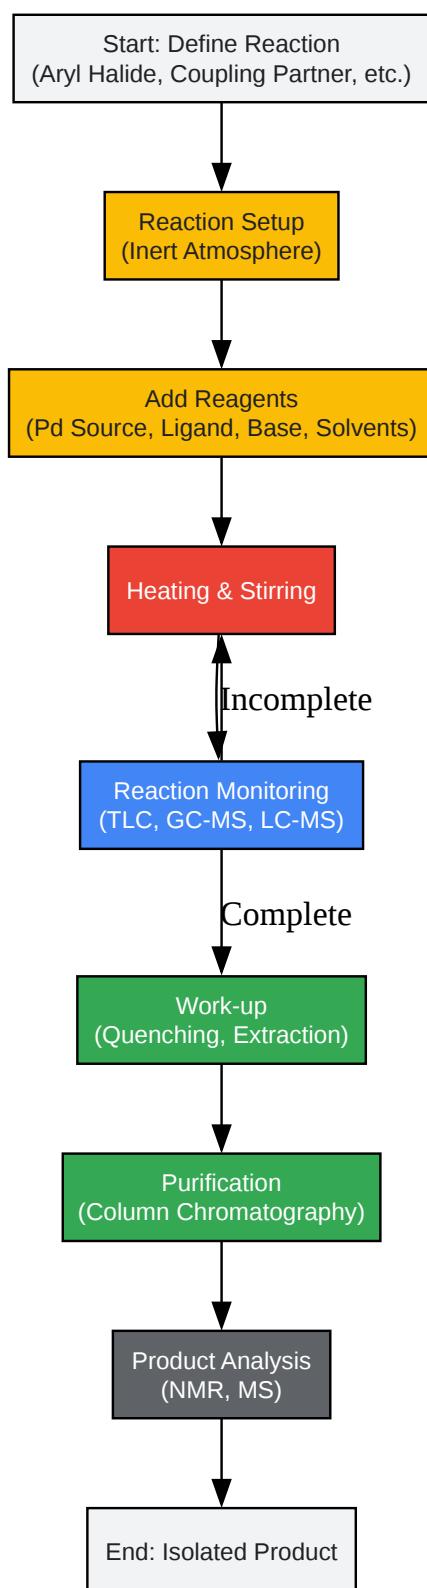 Start: Define Reaction
(Aryl Halide, Coupling Partner, etc.)
Reaction Setup
(Inert Atmosphere)
Add Reagents
(Pd Source, Ligand, Base, Solvents)
Heating & Stirring
Incomplete
Reaction Monitoring
(TLC, GC-MS, LC-MS)
Complete
Work-up
(Quenching, Extraction)
Purification
(Column Chromatography)
Product Analysis
(NMR, MS)
End: Isolated Product